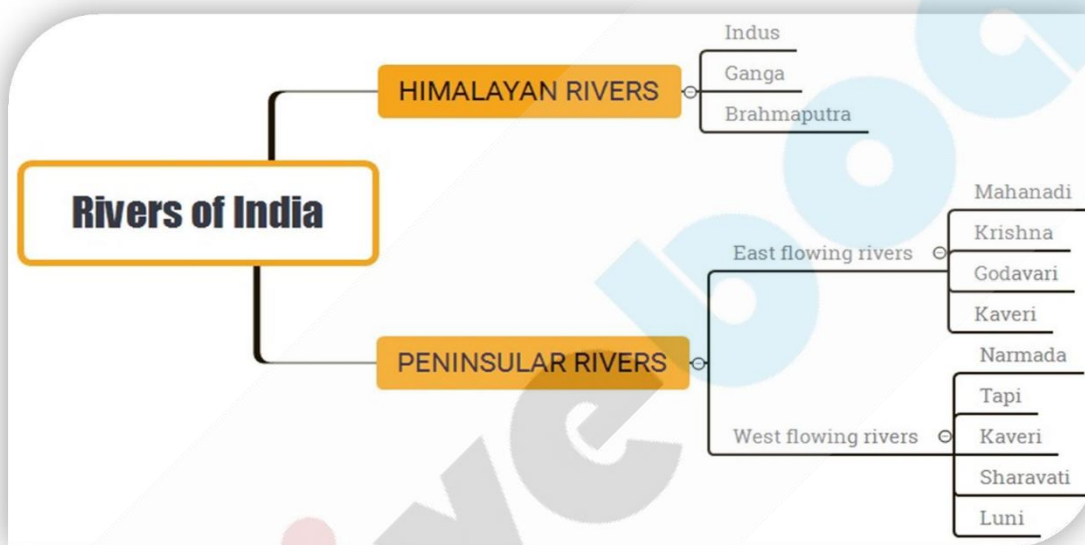 Rivers of India
HIMALAYAN RIVERS
Indus
Ganga
Brahmaputra
PENINSULAR RIVERS
East flowing rivers
Mahanadi
Krishna
Godavari
Kaveri
West flowing rivers
Narmada
Tapi
Kaveri
Sharavati
Luni